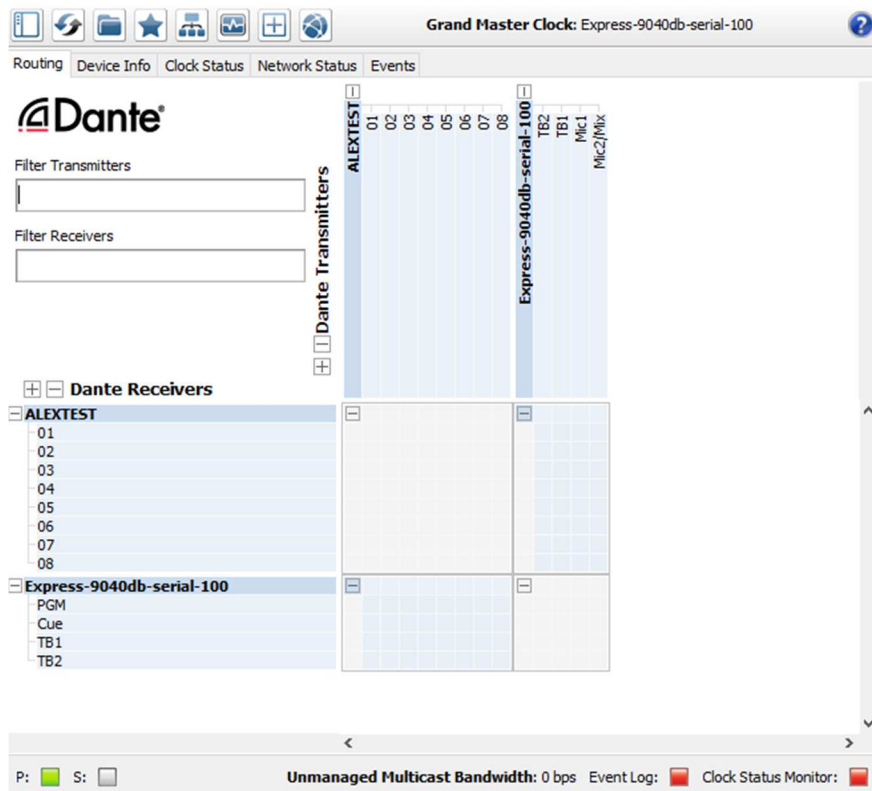 Grand Master Clock: Express-9040db-serial-100
Routing Device Info Clock Status Network Status Events
Dante®
Filter Transmitters
Filter Receivers
Dante Transmitters
ALEXTEST
01
02
03
04
05
06
07
08
Express-9040db-serial-100
TB2
TB1
Mic1
Mic2/Mix
Dante Receivers
ALEXTEST
01
02
03
04
05
06
07
08
Express-9040db-serial-100
PGM
Cue
TB1
TB2
P: S: Unmanaged Multicast Bandwidth: 0 bps Event Log: Clock Status Monitor: